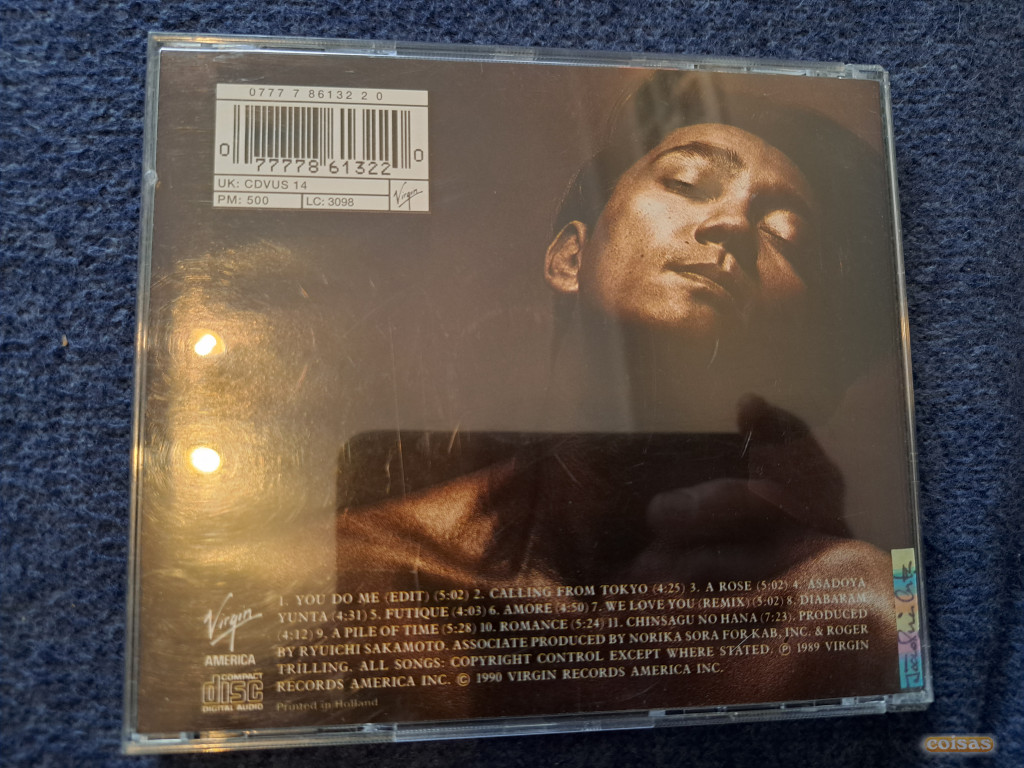 0777 7 86132 2 0
0 77778 61322 0
UK: CDVUS 14
PM: 500
LC: 3098
Virgin
1. YOU DO ME (EDIT) (5:02) 2. CALLING FROM TOKYO (4:25) 3. A ROSE (5:02) 4. ASADOYA
YUNTA (4:31) 5. FUTIQUE (4:03) 6. AMORE (4:50) 7. WE LOVE YOU (REMIX) (5:02) 8. DIABARAM
(4:12) 9. A PILE OF TIME (5:28) 10. ROMANCE (5:24) 11. CHINSAGU NO HANA (7:23). PRODUCED
BY RYUICHI SAKAMOTO. ASSOCIATE PRODUCED BY NORIKA SORA FOR KAB, INC. & ROGER
TRILLING. ALL SONGS: COPYRIGHT CONTROL EXCEPT WHERE STATED. ℗ 1989 VIRGIN
RECORDS AMERICA INC. © 1990 VIRGIN RECORDS AMERICA INC.
Virgin
AMERICA
COMPACT
disc
DIGITAL AUDIO
Printed in Holland
coisas